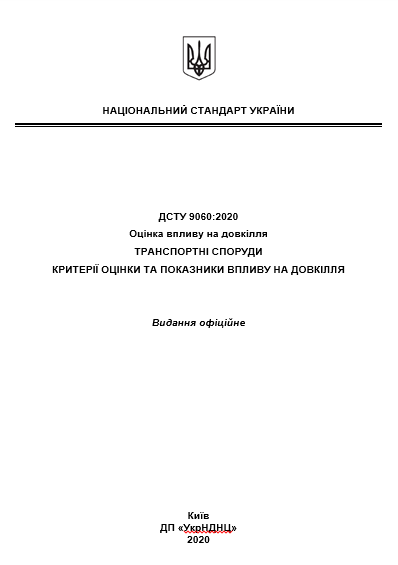 НАЦІОНАЛЬНИЙ СТАНДАРТ УКРАЇНИ
ДСТУ 9060:2020
Оцінка впливу на довкілля
ТРАНСПОРТНІ СПОРУДИ
КРИТЕРІЇ ОЦІНКИ ТА ПОКАЗНИКИ ВПЛИВУ НА ДОВКІЛЛЯ
Видання офіційне
Київ
ДП «УкрНДНЦ»
2020